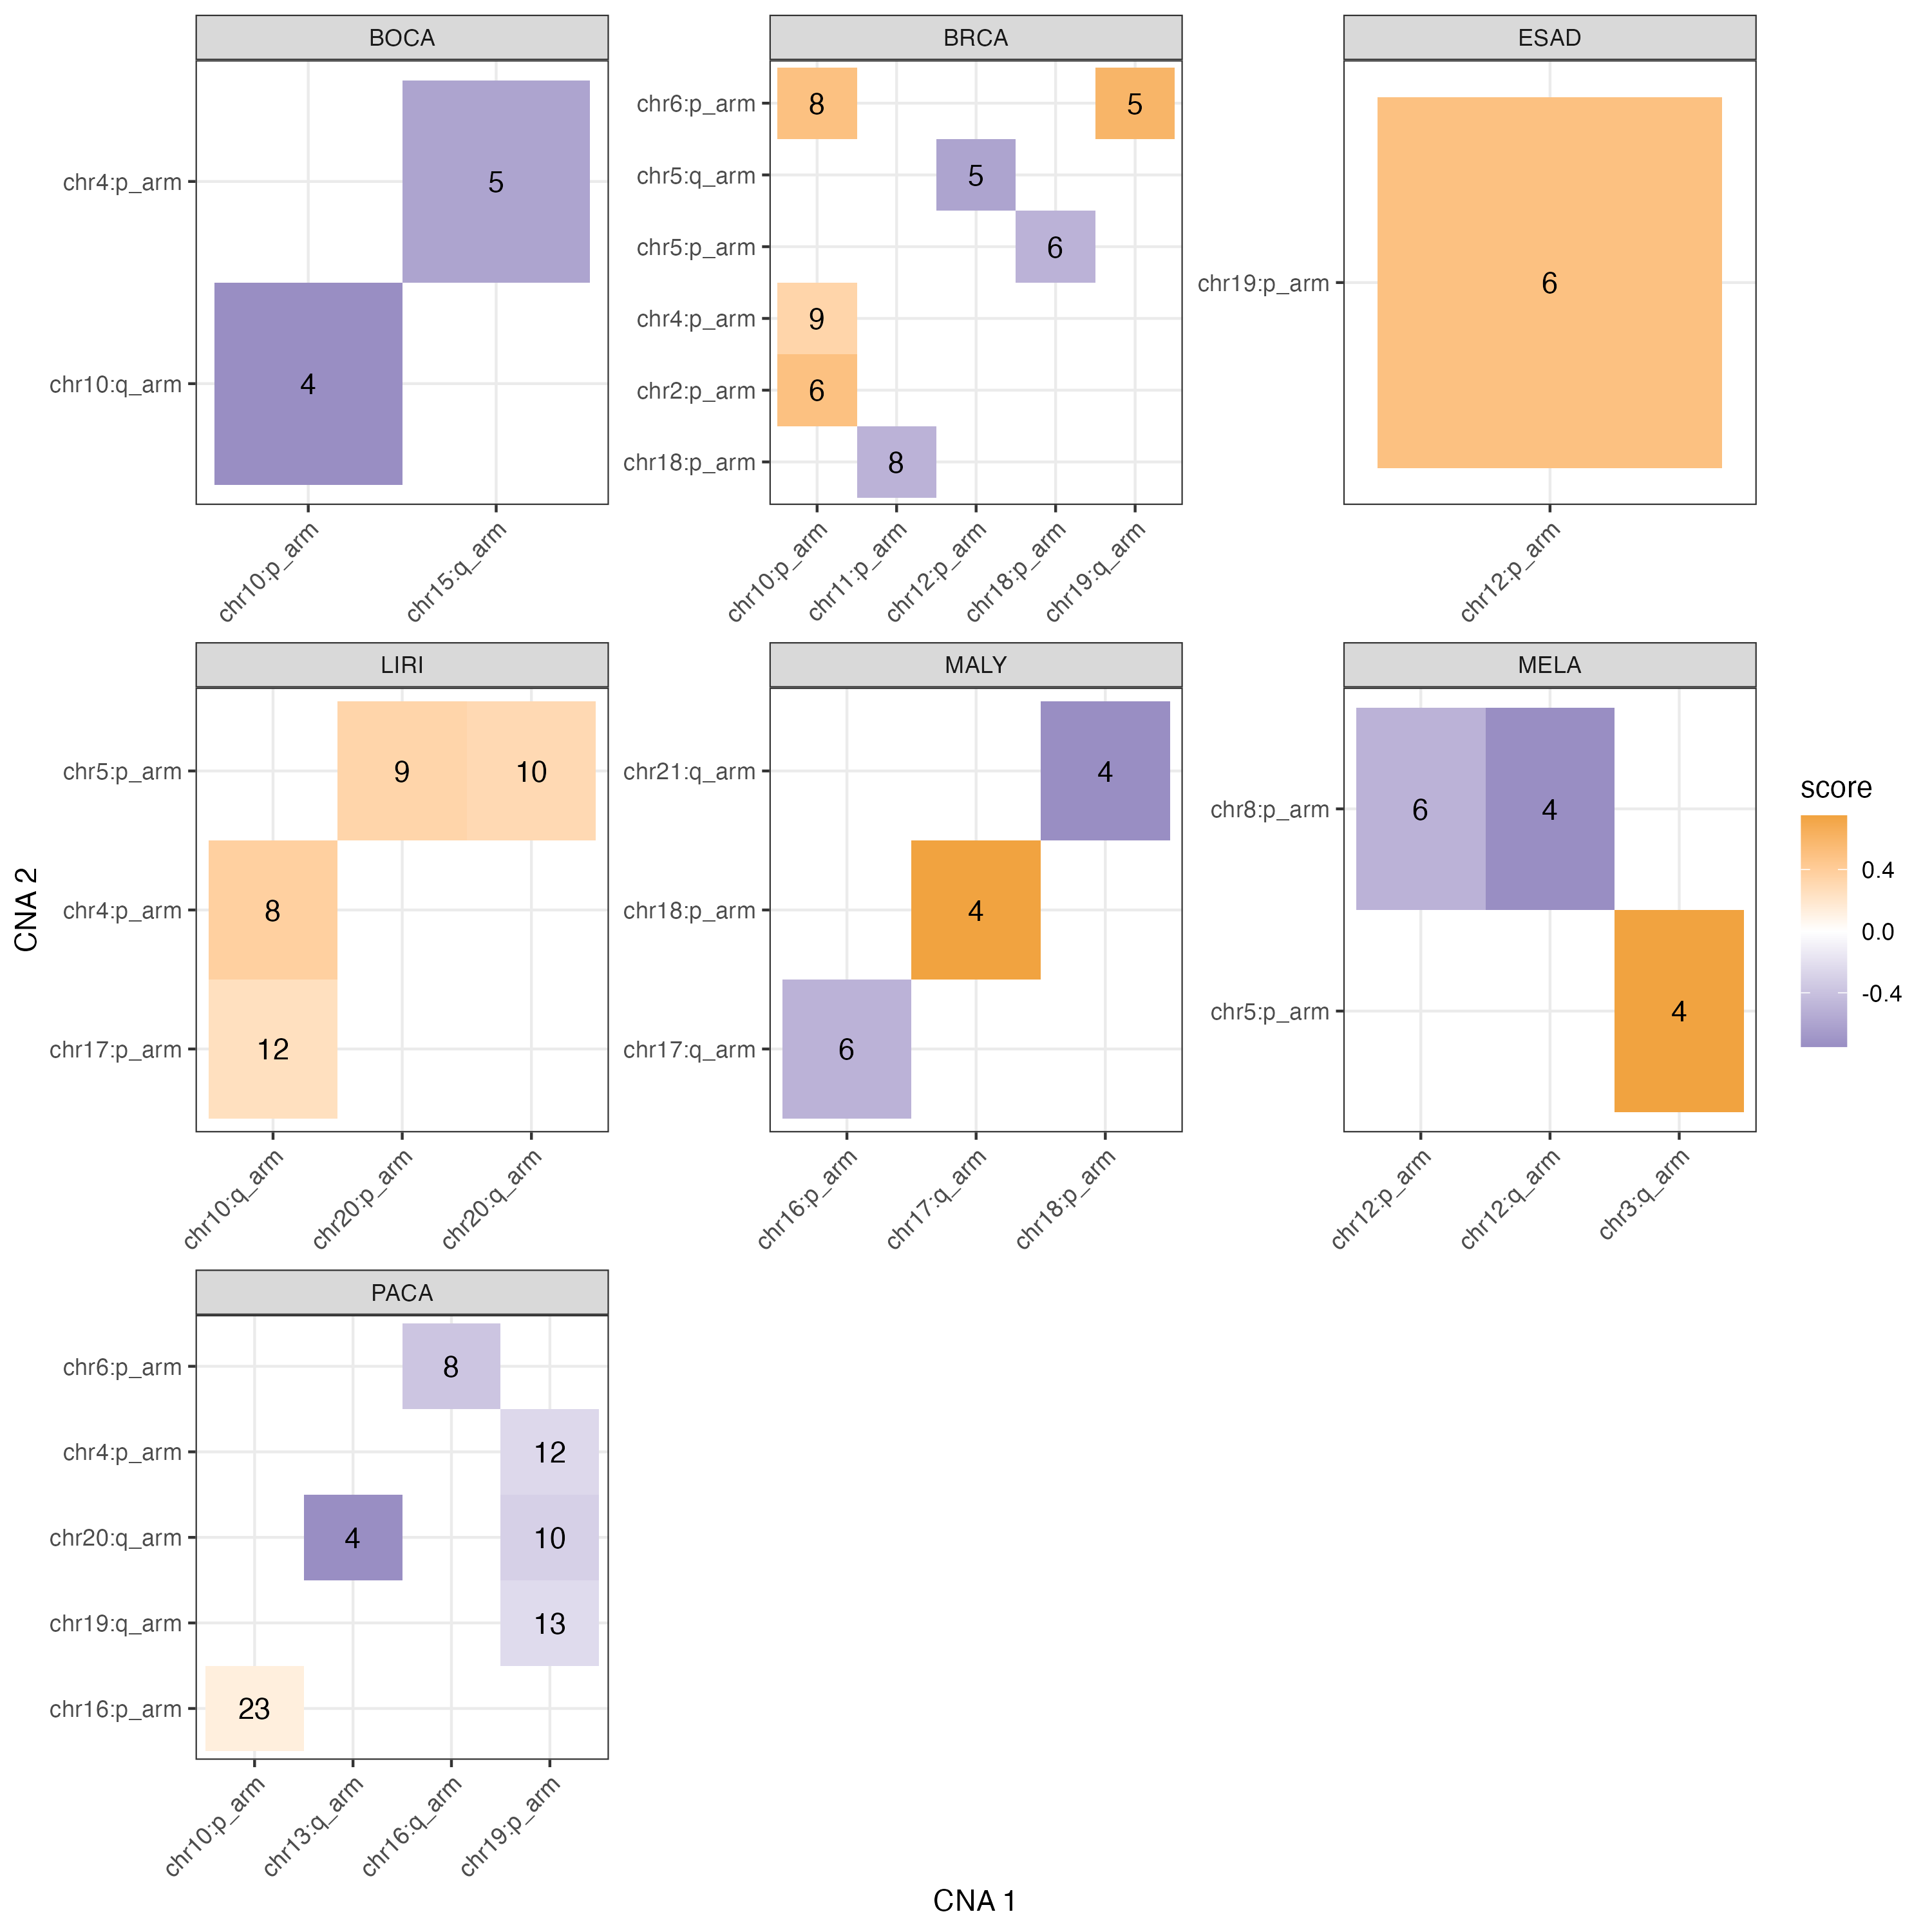 BOCA
BRCA
ESAD
chr4:p_arm
5
chr10:q_arm
4
chr10:p_arm
chr15:q_arm
chr6:p_arm
8
5
chr5:q_arm
5
chr5:p_arm
6
chr4:p_arm
9
chr2:p_arm
6
chr18:p_arm
8
chr10:p_arm
chr11:p_arm
chr12:p_arm
chr18:p_arm
chr19:q_arm
chr19:p_arm
6
chr12:p_arm
LIRI
MALY
MELA
chr5:p_arm
9
10
chr4:p_arm
8
chr17:p_arm
12
chr10:q_arm
chr20:p_arm
chr20:q_arm
chr21:q_arm
4
chr18:p_arm
4
chr17:q_arm
6
chr16:p_arm
chr17:q_arm
chr18:p_arm
chr8:p_arm
6
4
chr5:p_arm
4
chr12:p_arm
chr12:q_arm
chr3:q_arm
score
0.4
0.0
-0.4
CNA 2
PACA
chr6:p_arm
8
chr4:p_arm
12
chr20:q_arm
4
10
chr19:q_arm
13
chr16:p_arm
23
chr10:p_arm
chr13:q_arm
chr16:q_arm
chr19:p_arm
CNA 1